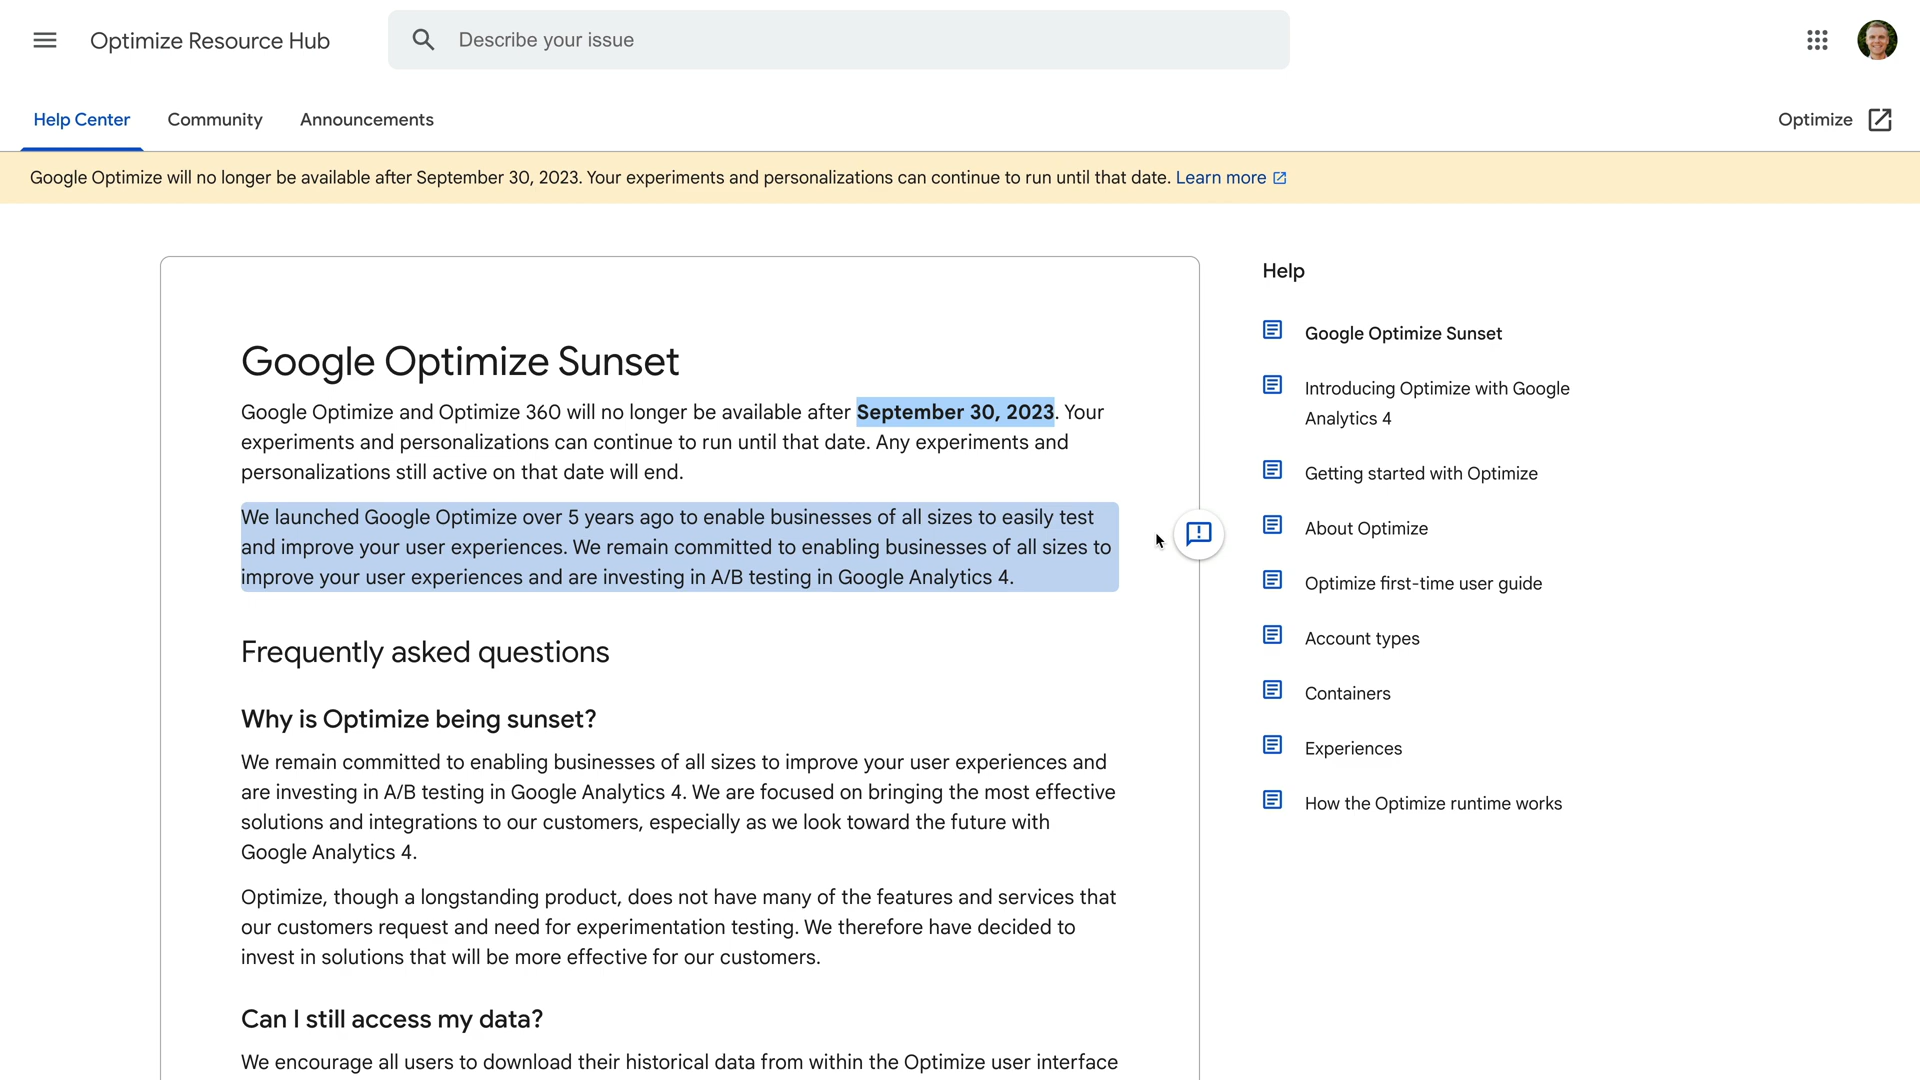 Optimize Resource Hub
Describe your issue
Help Center
Community
Announcements
Optimize
Google Optimize will no longer be available after September 30, 2023. Your experiments and personalizations can continue to run until that date. Learn more
Google Optimize Sunset
Google Optimize and Optimize 360 will no longer be available after September 30, 2023. Your
experiments and personalizations can continue to run until that date. Any experiments and
personalizations still active on that date will end.
We launched Google Optimize over 5 years ago to enable businesses of all sizes to easily test
and improve your user experiences. We remain committed to enabling businesses of all sizes to
improve your user experiences and are investing in A/B testing in Google Analytics 4.
Frequently asked questions
Why is Optimize being sunset?
We remain committed to enabling businesses of all sizes to improve your user experiences and
are investing in A/B testing in Google Analytics 4. We are focused on bringing the most effective
solutions and integrations to our customers, especially as we look toward the future with
Google Analytics 4.
Optimize, though a longstanding product, does not have many of the features and services that
our customers request and need for experimentation testing. We therefore have decided to
invest in solutions that will be more effective for our customers.
Can I still access my data?
We encourage all users to download their historical data from within the Optimize user interface
Help
Google Optimize Sunset
Introducing Optimize with Google
Analytics 4
Getting started with Optimize
About Optimize
Optimize first-time user guide
Account types
Containers
Experiences
How the Optimize runtime works